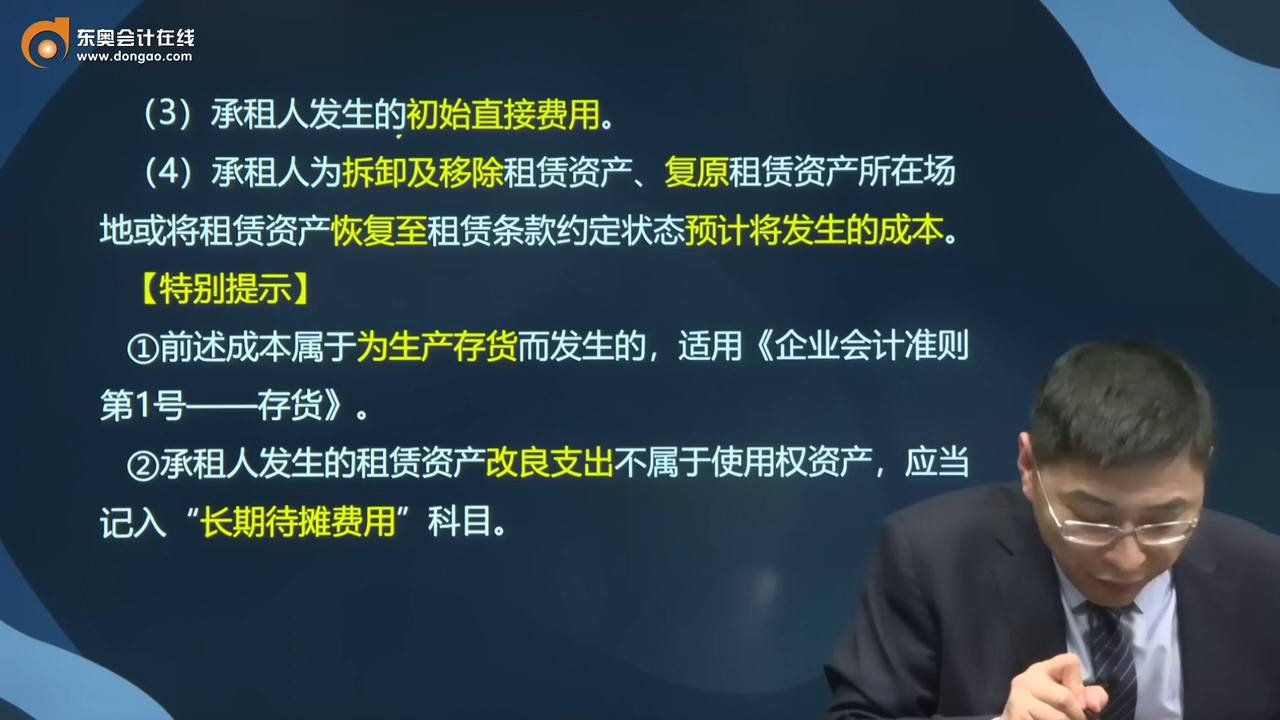 东奥会计在线
www.dongao.com
（3）承租人发生的初始直接费用。
（4）承租人为拆卸及移除租赁资产、复原租赁资产所在场
地或将租赁资产恢复至租赁条款约定状态预计将发生的成本。
【特别提示】
①前述成本属于为生产存货而发生的，适用《企业会计准则
第1号——存货》。
②承租人发生的租赁资产改良支出不属于使用权资产，应当
记入“长期待摊费用”科目。